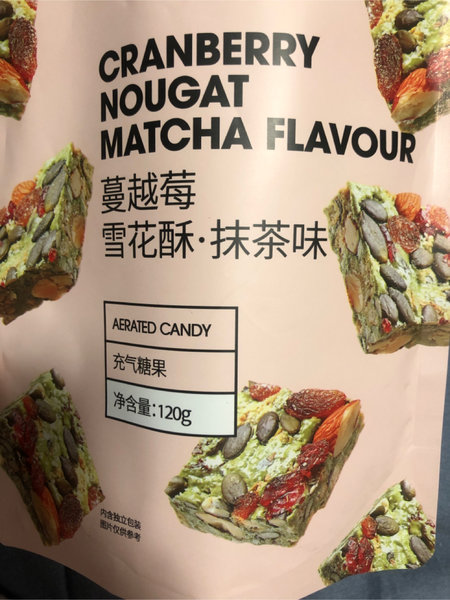 CRANBERRY
NOUGAT
MATCHA FLAVOUR
蔓越莓
雪花酥·抹茶味
AERATED CANDY
充气糖果
净含量:120g
内含独立包装
图片仅供参考